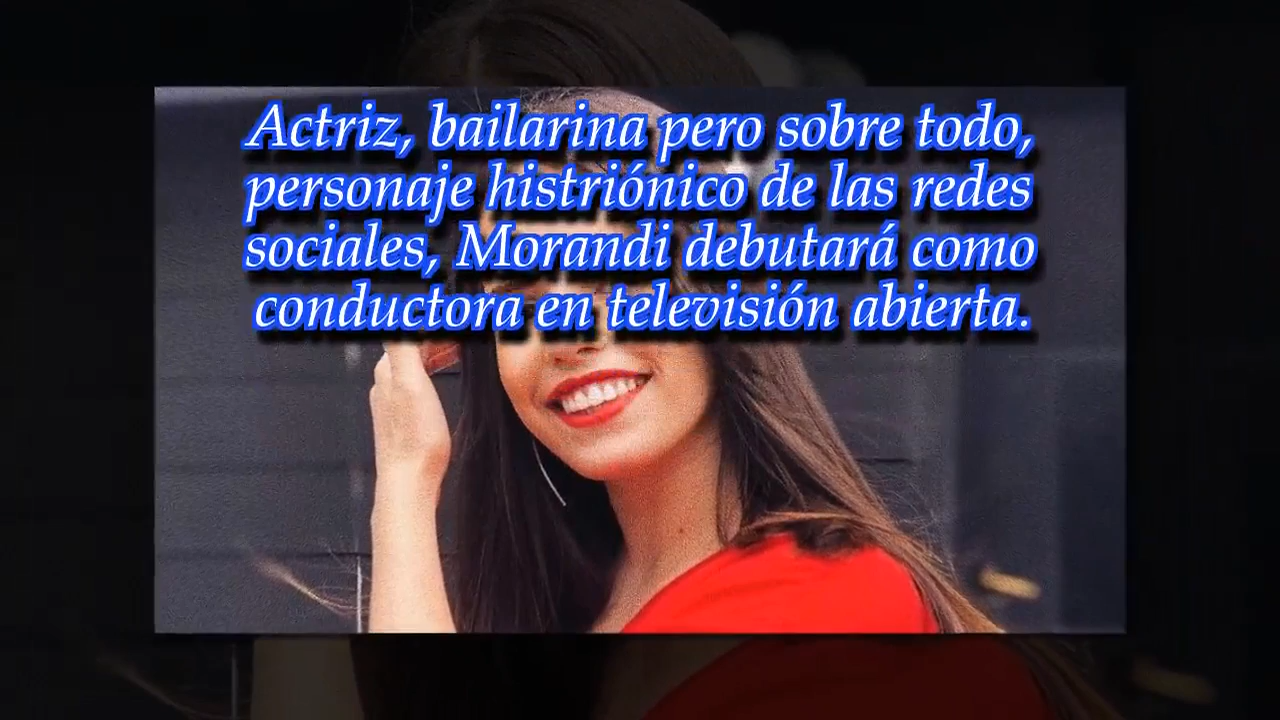 Actriz, bailarina pero sobre todo,
personaje histriónico de las redes
sociales, Morandi debutará como
conductora en televisión abierta.